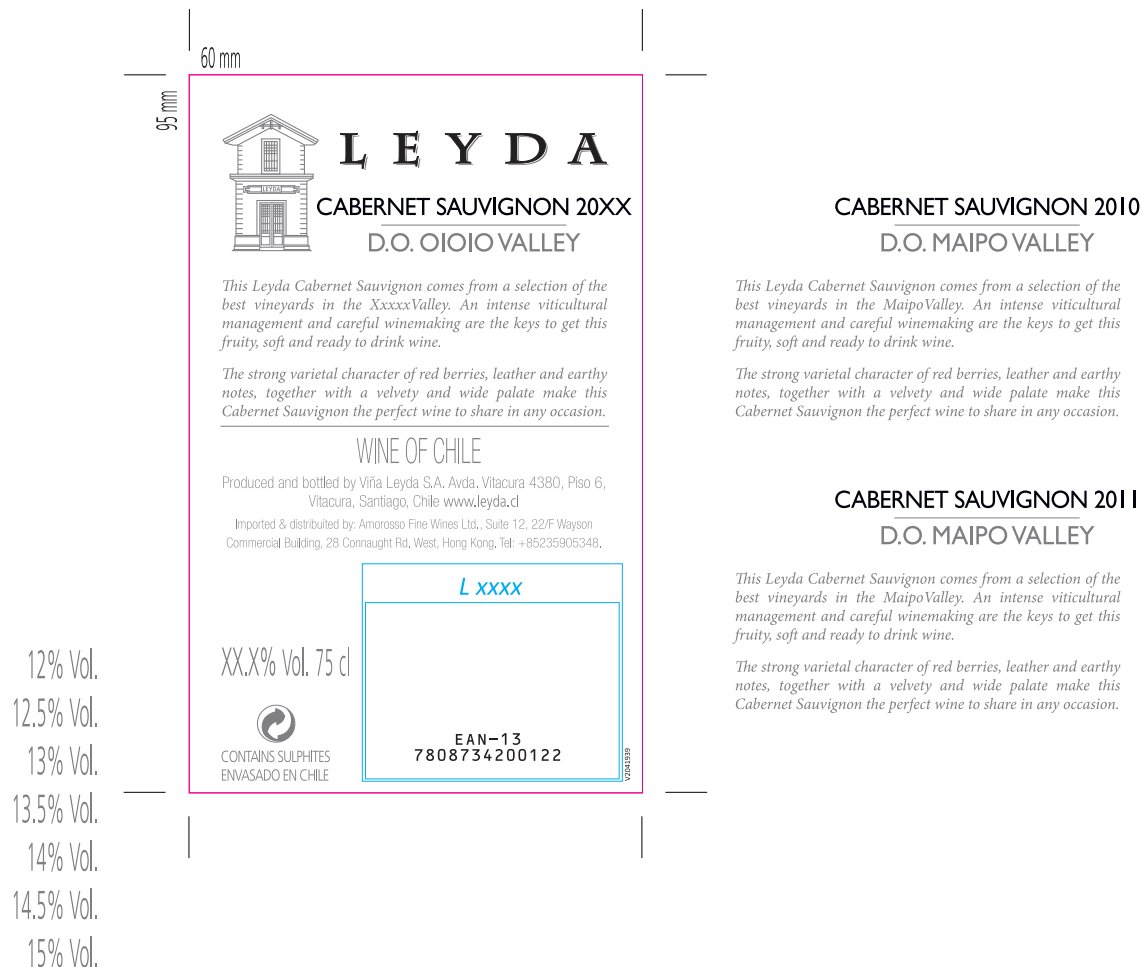 60 mm
95 mm
LEYDA
LEYDA
CABERNET SAUVIGNON 20XX
D.O. OIOIO VALLEY
This Leyda Cabernet Sauvignon comes from a selection of the
best vineyards in the XxxxxValley. An intense viticultural
management and careful winemaking are the keys to get this
fruity, soft and ready to drink wine.
The strong varietal character of red berries, leather and earthy
notes, together with a velvety and wide palate make this
Cabernet Sauvignon the perfect wine to share in any occasion.
WINE OF CHILE
Produced and bottled by Viña Leyda S.A. Avda. Vitacura 4380, Piso 6,
Vitacura, Santiago, Chile www.leyda.cl
Imported & distribuited by: Amorosso Fine Wines Ltd., Suite 12, 22/F Wayson
Commercial Building, 28 Connaught Rd. West, Hong Kong. Tel: +85235905348.
L xxxx
XX.X% Vol. 75 cl
EAN-13
7808734200122
V2041939
CONTAINS SULPHITES
ENVASADO EN CHILE
12% Vol.
12.5% Vol.
13% Vol.
13.5% Vol.
14% Vol.
14.5% Vol.
15% Vol.
CABERNET SAUVIGNON 2010
D.O. MAIPO VALLEY
This Leyda Cabernet Sauvignon comes from a selection of the
best vineyards in the MaipoValley. An intense viticultural
management and careful winemaking are the keys to get this
fruity, soft and ready to drink wine.
The strong varietal character of red berries, leather and earthy
notes, together with a velvety and wide palate make this
Cabernet Sauvignon the perfect wine to share in any occasion.
CABERNET SAUVIGNON 2011
D.O. MAIPO VALLEY
This Leyda Cabernet Sauvignon comes from a selection of the
best vineyards in the MaipoValley. An intense viticultural
management and careful winemaking are the keys to get this
fruity, soft and ready to drink wine.
The strong varietal character of red berries, leather and earthy
notes, together with a velvety and wide palate make this
Cabernet Sauvignon the perfect wine to share in any occasion.